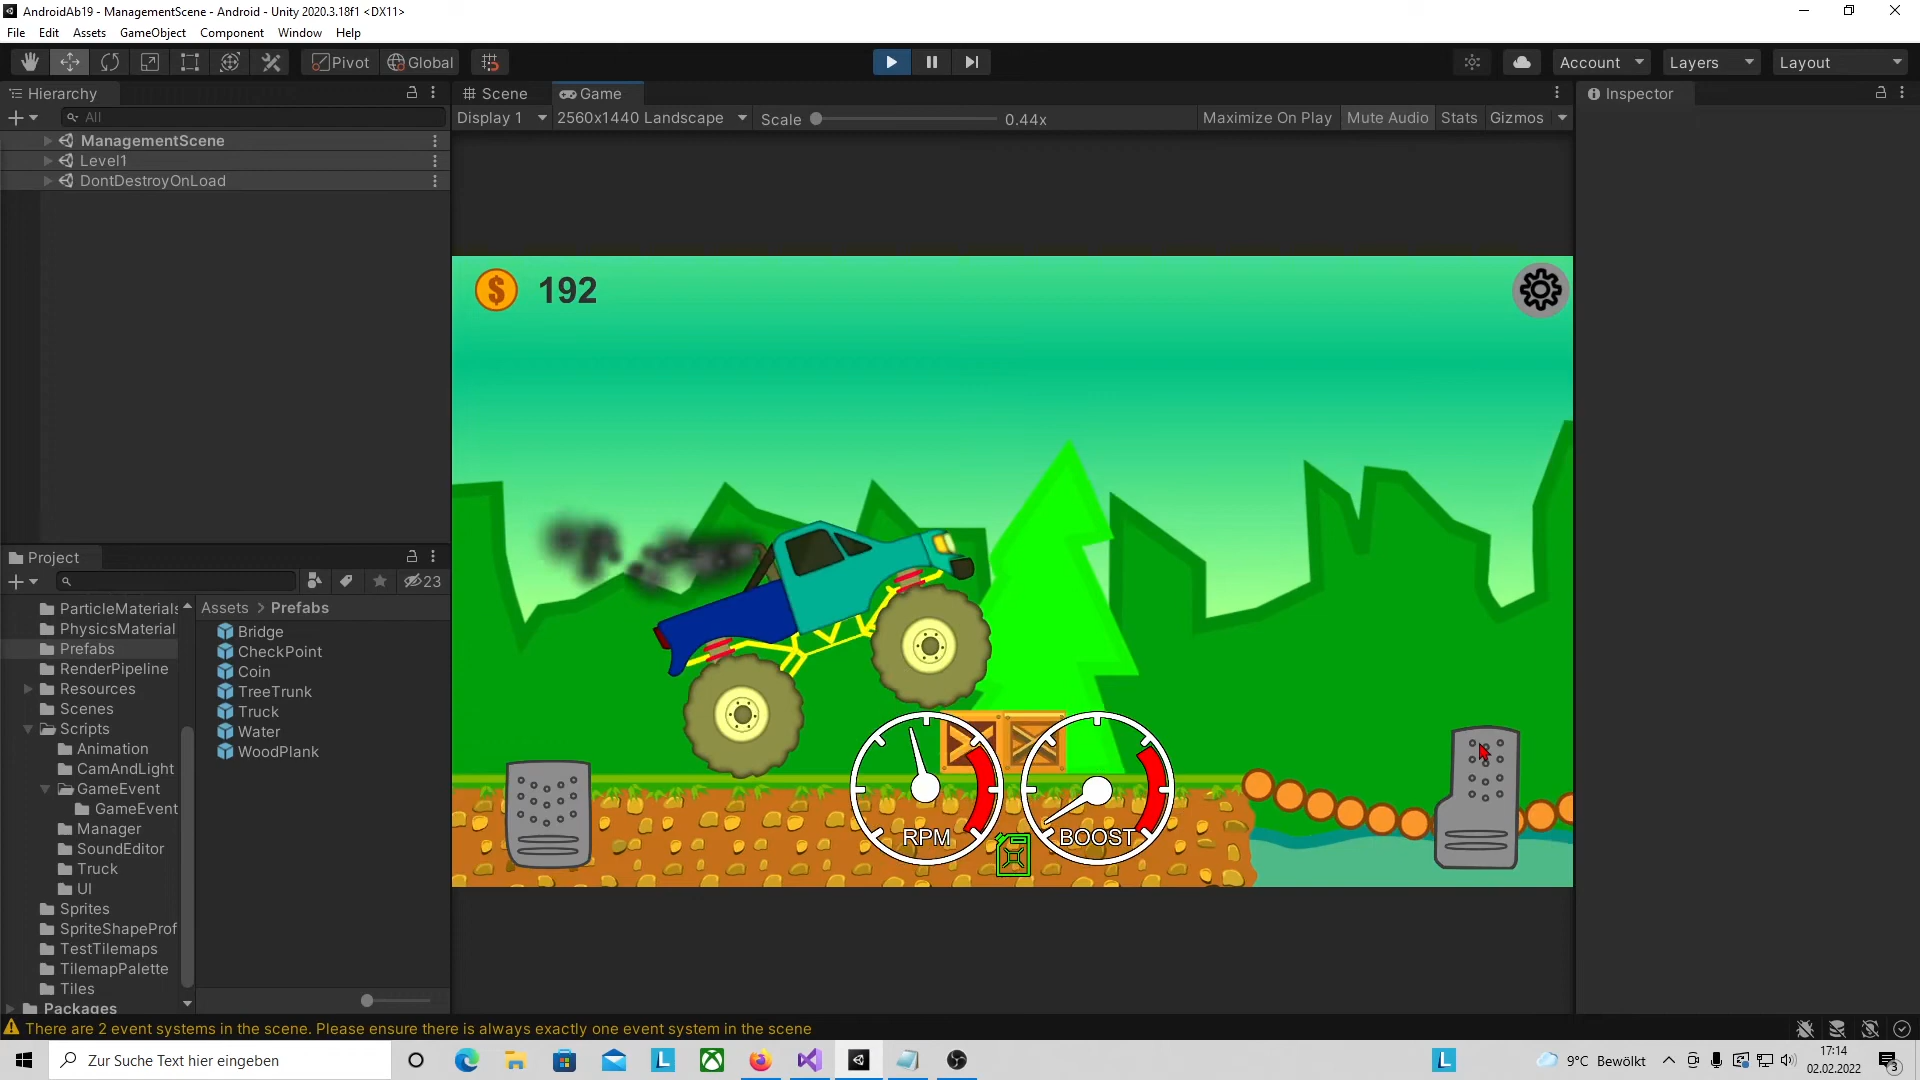 AndroidAb19 - ManagementScene - Android - Unity 2020.3.18f1 <DX11>
File Edit Assets GameObject Component Window Help
Pivot Global Account Layers Layout
Hierarchy
Scene Game
Inspector
All
Display 1 2560x1440 Landscape Scale 0.44x Maximize On Play Mute Audio Stats Gizmos
ManagementScene
Level1
DontDestroyOnLoad
$ 192
Project
23
ParticleMaterials
PhysicsMaterial
Prefabs
RenderPipeline
Resources
Scenes
Scripts
Animation
CamAndLight
GameEvent
GameEvent
Manager
SoundEditor
Truck
UI
Sprites
SpriteShapeProf
TestTilemaps
TilemapPalette
Tiles
Packages
Assets > Prefabs
Bridge
CheckPoint
Coin
TreeTrunk
Truck
Water
WoodPlank
RPM
BOOST
There are 2 event systems in the scene. Please ensure there is always exactly one event system in the scene
Zur Suche Text hier eingeben
L
L
9°C Bewölkt
17:14
02.02.2022
3